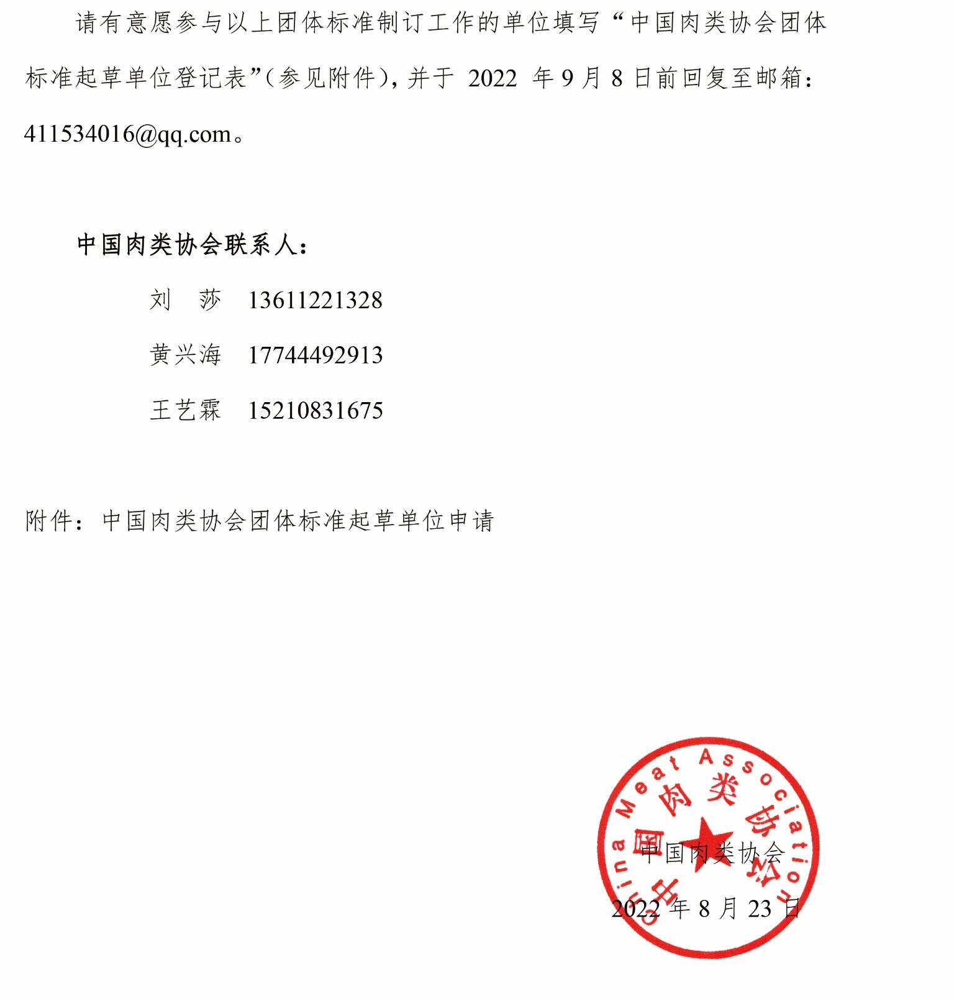 请有意愿参与以上团体标准制订工作的单位填写“中国肉类协会团体
标准起草单位登记表”（参见附件），并于 2022 年 9 月 8 日前回复至邮箱：
411534016@qq.com。
中国肉类协会联系人：
刘　莎　13611221328
黄兴海　17744492913
王艺霖　15210831675
附件：中国肉类协会团体标准起草单位申请
China Meat Association
中国肉类协会
中国肉类协会
2022 年 8 月 23 日